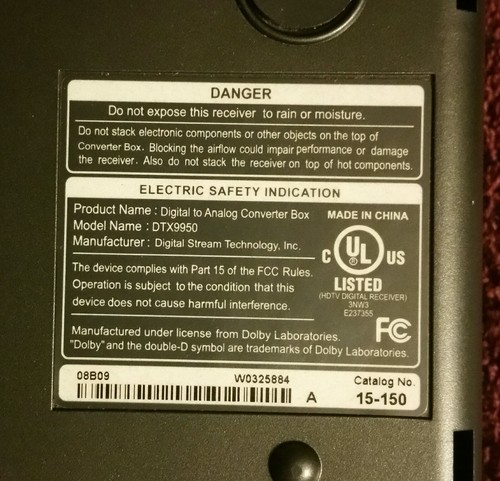 DANGER
Do not expose this receiver to rain or moisture.
Do not stack electronic components or other objects on the top of
Converter Box. Blocking the airflow could impair performance or damage
the receiver. Also do not stack the receiver on top of hot components.
ELECTRIC SAFETY INDICATION
Product Name : Digital to Analog Converter Box
Model Name : DTX9950
Manufacturer : Digital Stream Technology, Inc.
The device complies with Part 15 of the FCC Rules.
Operation is subject to the condition that this
device does not cause harmful interference.
MADE IN CHINA
C UL ® US
LISTED
(HDTV DIGITAL RECEIVER)
3NW3
E237355
FC
Manufactured under license from Dolby Laboratories.
"Dolby" and the double-D symbol are trademarks of Dolby Laboratories.
08B09 W0325884 A
Catalog No.
15-150